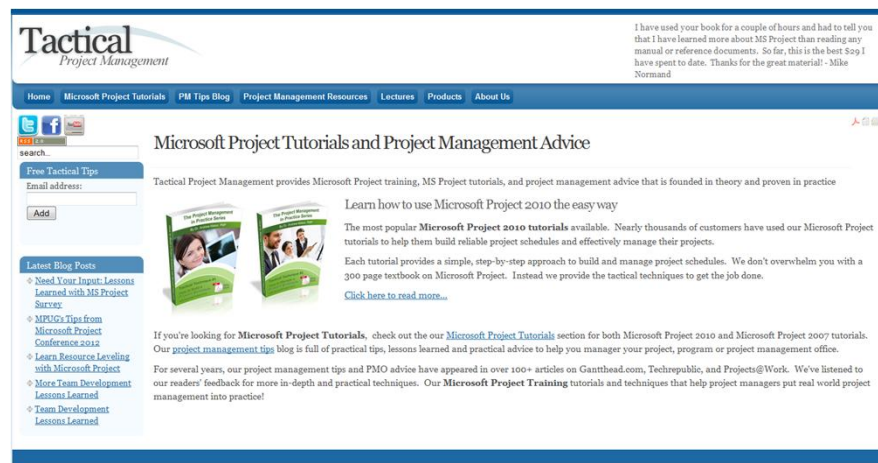 Tactical
Project Management
I have used your book for a couple of hours and had to tell you
that I have learned more about MS Project than reading any
manual or reference documents. So far, this is the best $29 I
have spent to date. Thanks for the great material! - Mike
Normand
Home Microsoft Project Tutorials PM Tips Blog Project Management Resources Lectures Products About Us
search...
Free Tactical Tips
Email address:
Add
Latest Blog Posts
Need Your Input: Lessons
Learned with MS Project
Survey
MPUG's Tips from
Microsoft Project
Conference 2012
Learn Resource Leveling
with Microsoft Project
More Team Development
Lessons Learned
Team Development
Lessons Learned
Microsoft Project Tutorials and Project Management Advice
Tactical Project Management provides Microsoft Project training, MS Project tutorials, and project management advice that is founded in theory and proven in practice
The Project Management
in Practice Series
The Project Management
in Practice Series
Learn how to use Microsoft Project 2010 the easy way
The most popular Microsoft Project 2010 tutorials available. Nearly thousands of customers have used our Microsoft Project
tutorials to help them build reliable project schedules and effectively manage their projects.
Each tutorial provides a simple, step-by-step approach to build and manage project schedules. We don't overwhelm you with a
300 page textbook on Microsoft Project. Instead we provide the tactical techniques to get the job done.
Click here to read more...
If you're looking for Microsoft Project Tutorials, check out the our Microsoft Project Tutorials section for both Microsoft Project 2010 and Microsoft Project 2007 tutorials.
Our project management tips blog is full of practical tips, lessons learned and practical advice to help you manager your project, program or project management office.
For several years, our project management tips and PMO advice have appeared in over 100+ articles on Gantthead.com, Techrepublic, and Projects@Work. We've listened to
our readers' feedback for more in-depth and practical techniques. Our Microsoft Project Training tutorials and techniques that help project managers put real world project
management into practice!